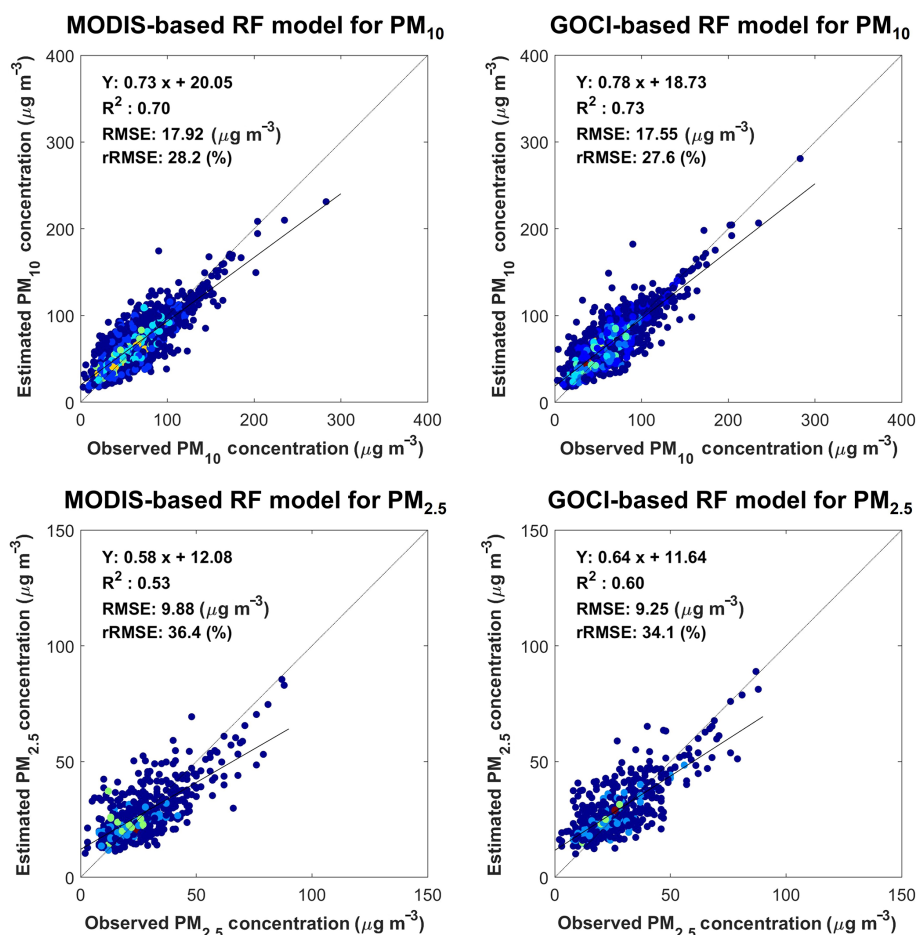 MODIS-based RF model for PM10
400
300
200
100
0
Y: 0.73 x + 20.05
R2 : 0.70
RMSE: 17.92 (μg m−3)
rRMSE: 28.2 (%)
Estimated PM10 concentration (μg m−3)
0 100 200 300 400
Observed PM10 concentration (μg m−3)
GOCI-based RF model for PM10
400
300
200
100
0
Y: 0.78 x + 18.73
R2 : 0.73
RMSE: 17.55 (μg m−3)
rRMSE: 27.6 (%)
Estimated PM10 concentration (μg m−3)
0 100 200 300 400
Observed PM10 concentration (μg m−3)
MODIS-based RF model for PM2.5
150
100
50
0
Y: 0.58 x + 12.08
R2 : 0.53
RMSE: 9.88 (μg m−3)
rRMSE: 36.4 (%)
Estimated PM2.5 concentration (μg m−3)
0 50 100 150
Observed PM2.5 concentration (μg m−3)
GOCI-based RF model for PM2.5
150
100
50
0
Y: 0.64 x + 11.64
R2 : 0.60
RMSE: 9.25 (μg m−3)
rRMSE: 34.1 (%)
Estimated PM2.5 concentration (μg m−3)
0 50 100 150
Observed PM2.5 concentration (μg m−3)